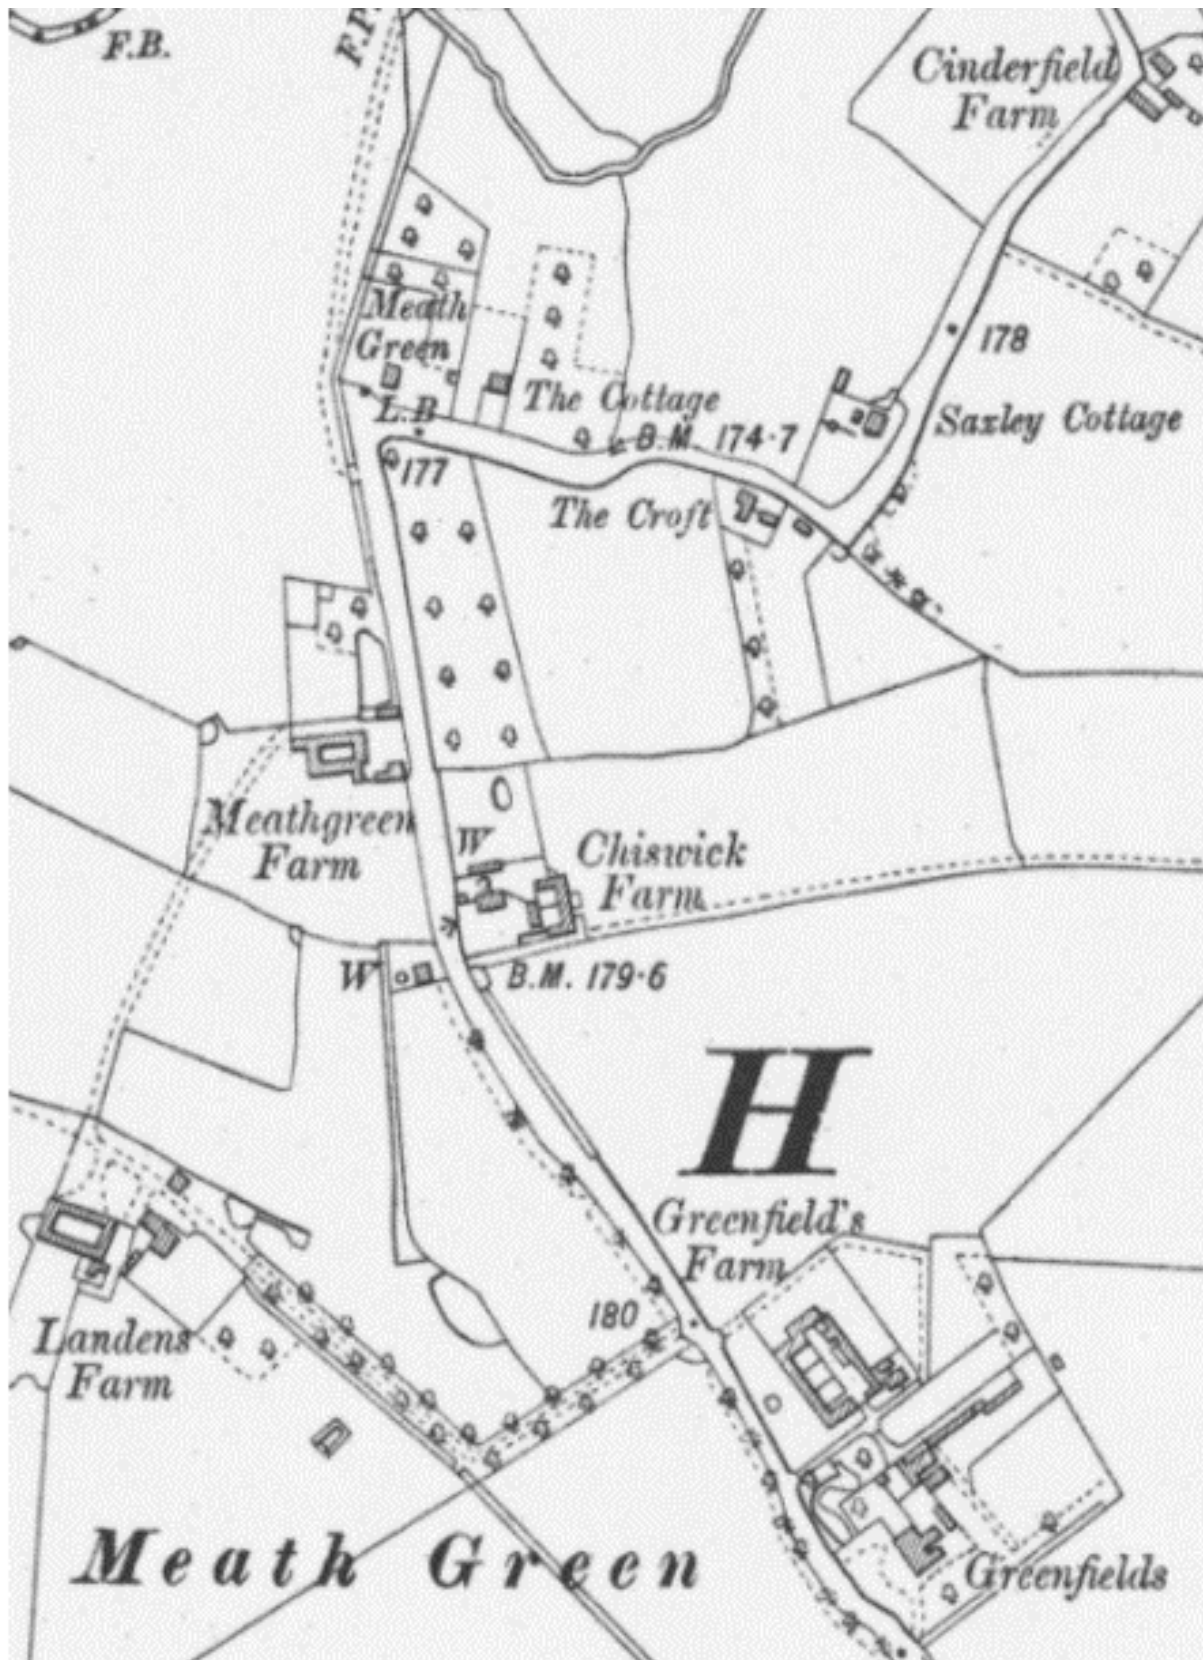 F.B.
F.P.
Cinderfield
Farm
Meath
Green
178
The Cottage
L.B
B.M. 174·7
Saxley Cottage
177
The Croft
Meathgreen
Farm
W
Chiswick
Farm
W
B.M. 179·6
H
Greenfield's
Farm
180
Landens
Farm
Meath Green
Greenfields